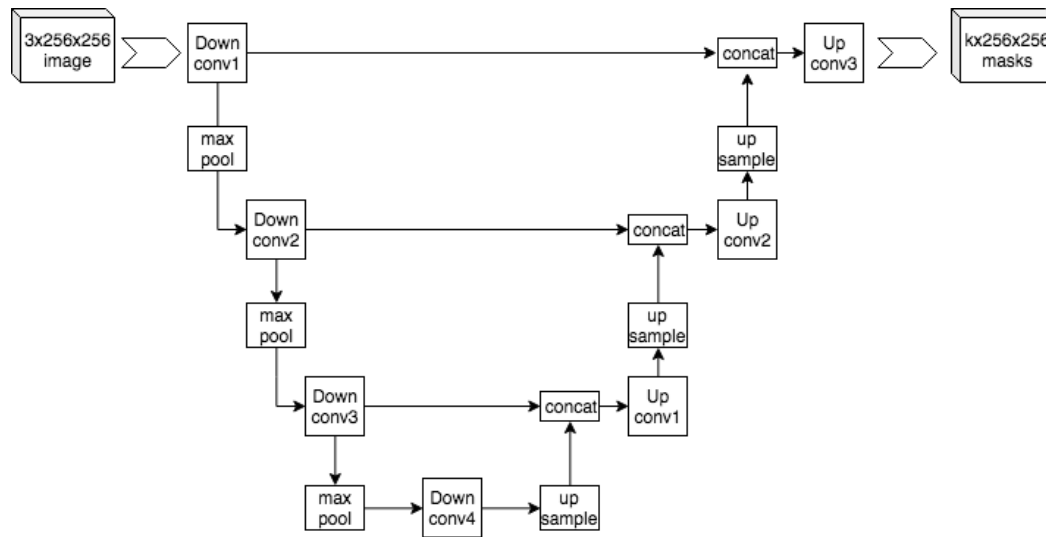 3x256x256
image
Down
conv1
concat
Up
conv3
kx256x256
masks
max
pool
up
sample
Down
conv2
concat
Up
conv2
max
pool
up
sample
Down
conv3
concat
Up
conv1
max
pool
Down
conv4
up
sample